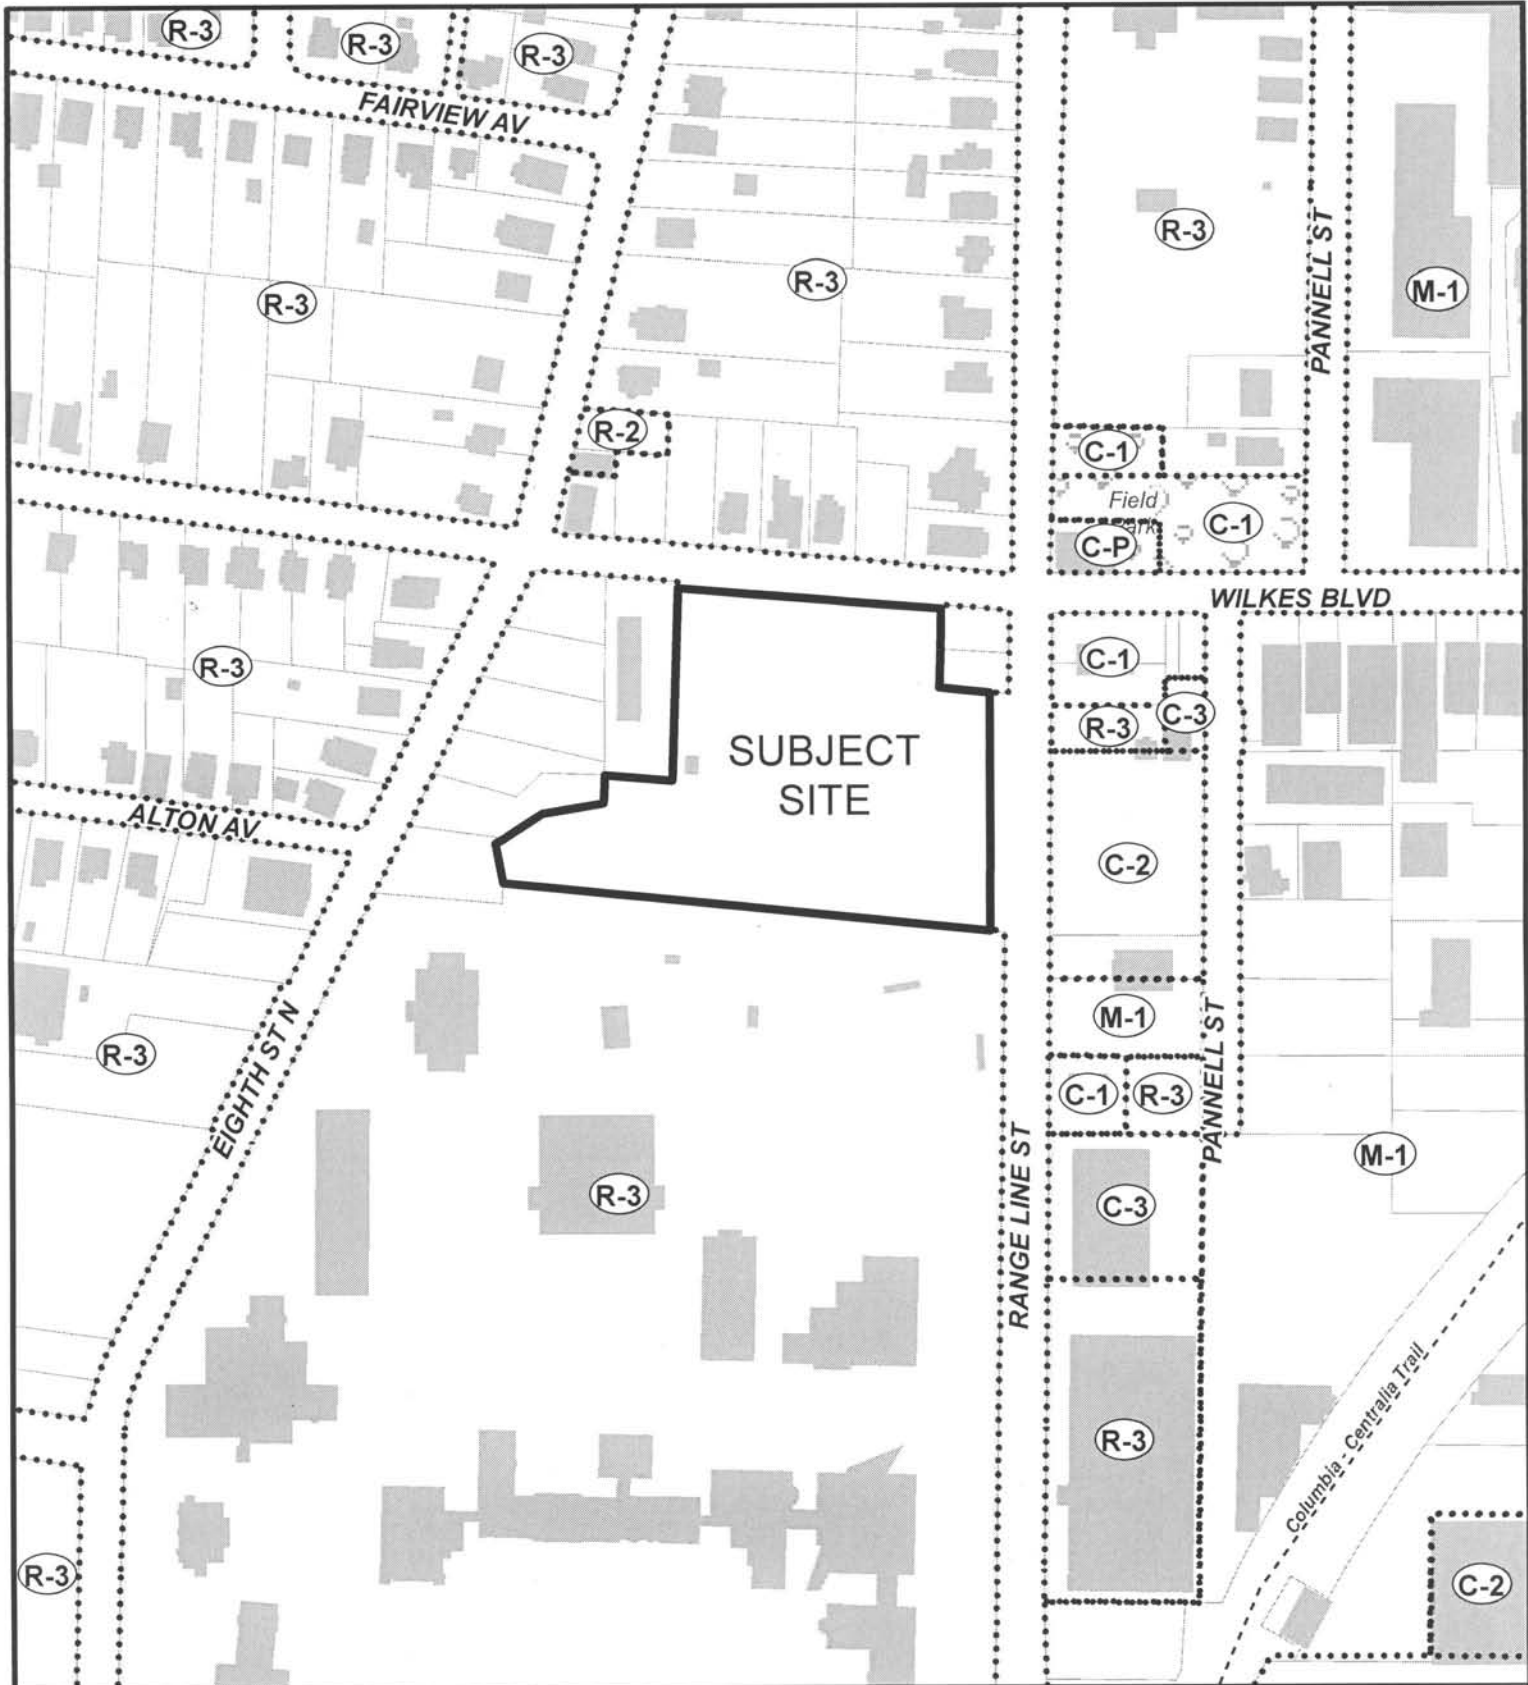 R-3
R-3
R-3
FAIRVIEW AV
R-3
PANNELL ST
R-3
M-1
R-3
R-2
C-1
Field
C-1
C-P
WILKES BLVD
C-1
R-3
C-3
R-3
SUBJECT
SITE
ALTON AV
C-2
M-1
R-3
EIGHTH ST N
PANNELL ST
C-1
R-3
M-1
R-3
C-3
RANGE LINE ST
Columbia - Centralia Trail
R-3
R-3
C-2